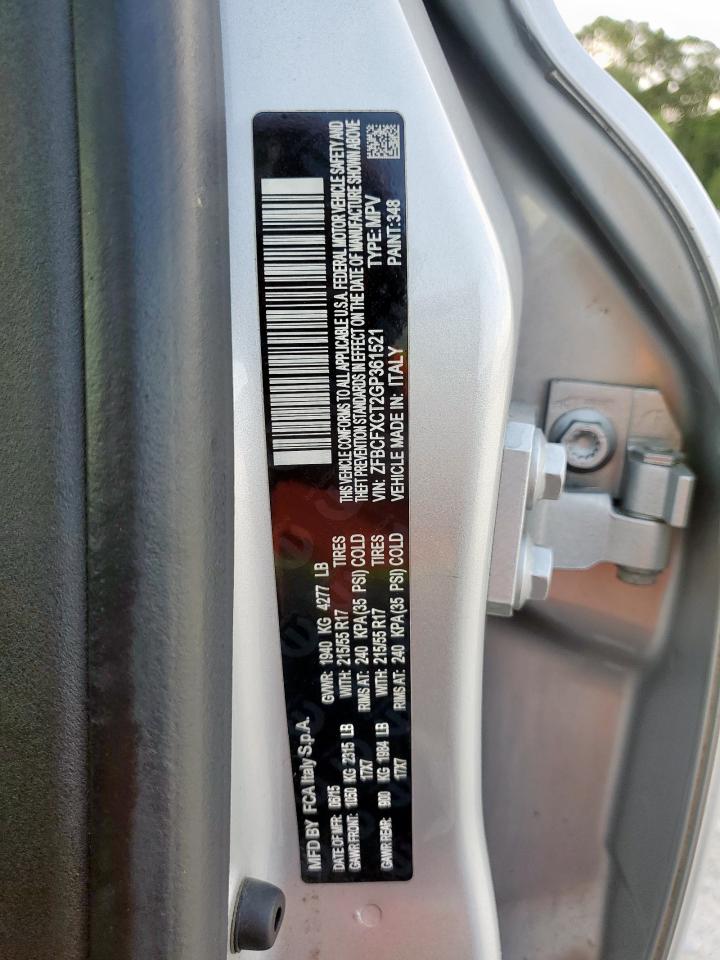 MFD BY FCA Italy S.p.A.
DATE OF MFR: 06/15 GVWR: 1940 KG 4277 LB
GAWR FRONT: 1050 KG 2315 LB WITH: 215/55 R17 TIRES
17X7 RIMS AT: 240 KPA(35 PSI) COLD
GAWR REAR: 900 KG 1984 LB WITH: 215/55 R17 TIRES
17X7 RIMS AT: 240 KPA(35 PSI) COLD
THIS VEHICLE CONFORMS TO ALL APPLICABLE U.S.A. FEDERAL MOTOR VEHICLE SAFETY AND
THEFT PREVENTION STANDARDS IN EFFECT ON THE DATE OF MANUFACTURE SHOWN ABOVE
VIN: ZFBCFXCT2GP361521 TYPE: MPV
VEHICLE MADE IN: ITALY PAINT:348